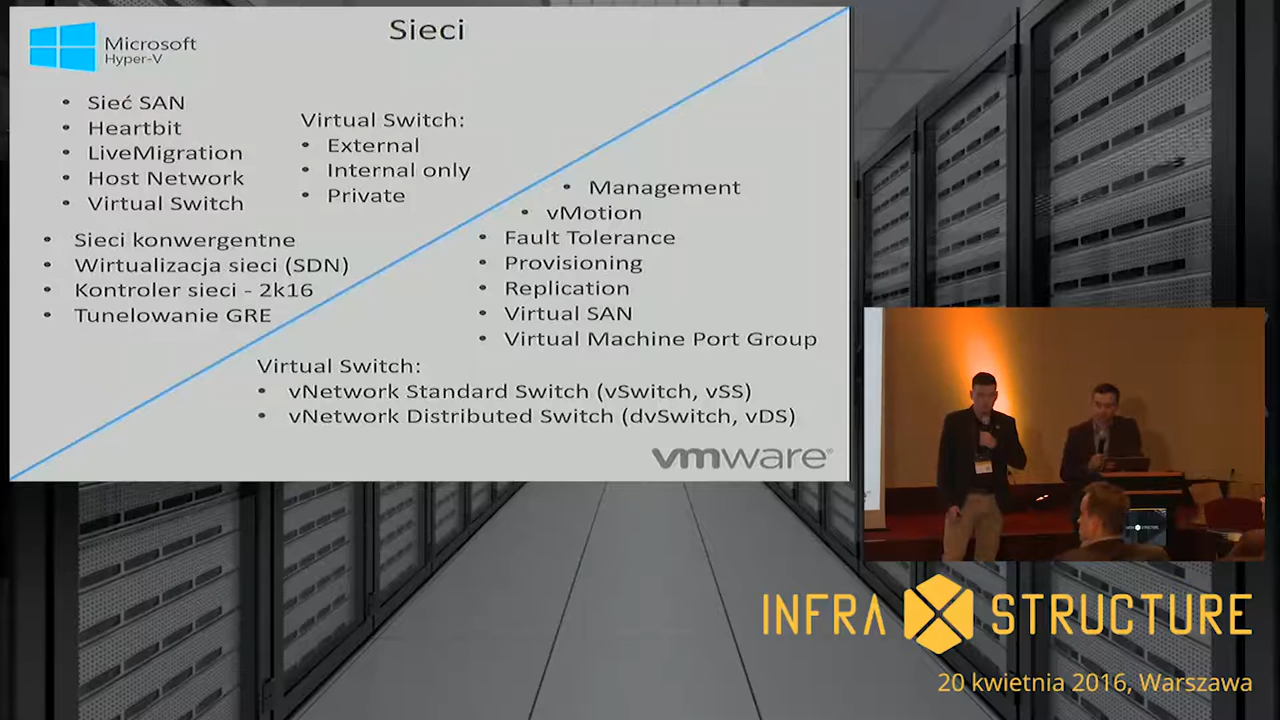 Sieci
Microsoft
Hyper-V
• Sieć SAN
• Heartbit
• LiveMigration
• Host Network
• Virtual Switch
Virtual Switch:
• External
• Internal only
• Private
• Sieci konwergentne
• Wirtualizacja sieci (SDN)
• Kontroler sieci - 2k16
• Tunelowanie GRE
• Management
• vMotion
• Fault Tolerance
• Provisioning
• Replication
• Virtual SAN
• Virtual Machine Port Group
Virtual Switch:
• vNetwork Standard Switch (vSwitch, vSS)
• vNetwork Distributed Switch (dvSwitch, vDS)
vmware®
INFRA STRUCTURE
20 kwietnia 2016, Warszawa